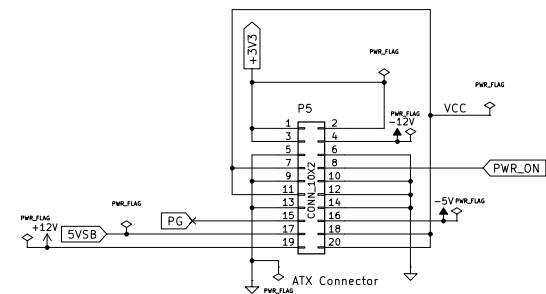 +3V3
PWR_FLAG
PWR_FLAG
P5
PWR_FLAG
-12V
VCC
1 2
3 4
5 6
7 8
PWR_ON
9 10
11 12
13 14
CONN_10X2
PWR_FLAG
-5V PWR_FLAG
PG
15 16
PWR_FLAG
+12V
5VSB
17 18
19 20
ATX Connector
PWR_FLAG